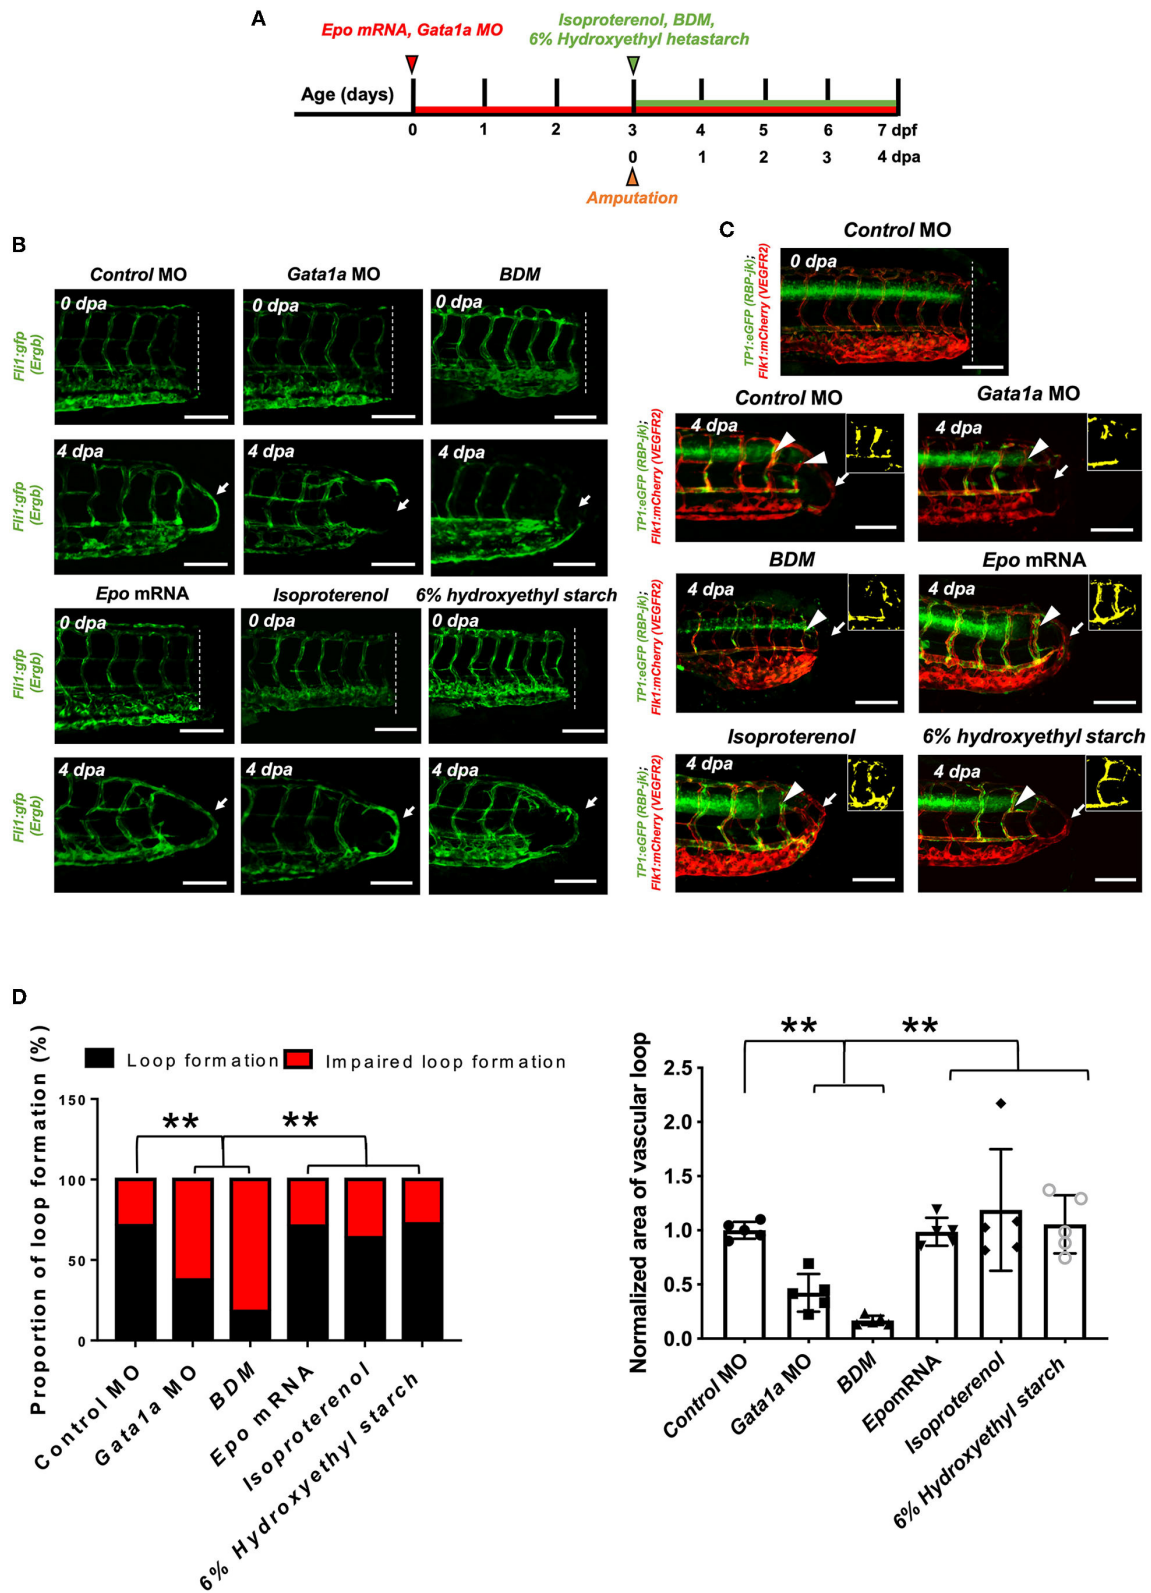 A
Epo mRNA, Gata1a MO
Isoproterenol, BDM,
6% Hydroxyethyl hetastarch
Age (days)
0 1 2 3 4 5 6 7 dpf
0 1 2 3 4 dpa
Amputation
B
Control MO
Gata1a MO
BDM
Fli1:gfp
(Ergb)
0 dpa
0 dpa
0 dpa
Fli1:gfp
(Ergb)
4 dpa
4 dpa
4 dpa
Epo mRNA
Isoproterenol
6% hydroxyethyl starch
Fli1:gfp
(Ergb)
0 dpa
0 dpa
0 dpa
Fli1:gfp
(Ergb)
4 dpa
4 dpa
4 dpa
C
Control MO
TP1:eGFP (RBP-jk);
Flk1:mCherry (VEGFR2)
0 dpa
Control MO
Gata1a MO
TP1:eGFP (RBP-jk);
Flk1:mCherry (VEGFR2)
4 dpa
4 dpa
BDM
Epo mRNA
TP1:eGFP (RBP-jk);
Flk1:mCherry (VEGFR2)
4 dpa
4 dpa
Isoproterenol
6% hydroxyethyl starch
TP1:eGFP (RBP-jk);
Flk1:mCherry (VEGFR2)
4 dpa
4 dpa
D
Proportion of loop formation (%)
Loop formation
Impaired loop formation
150
100
50
0
**
**
Control MO
Gata1a MO
BDM
Epo mRNA
Isoproterenol
6% Hydroxyethyl starch
Normalized area of vascular loop
2.5
2.0
1.5
1.0
0.5
0.0
**
**
Control MO
Gata1a MO
BDM
EpomRNA
Isoproterenol
6% Hydroxyethyl starch